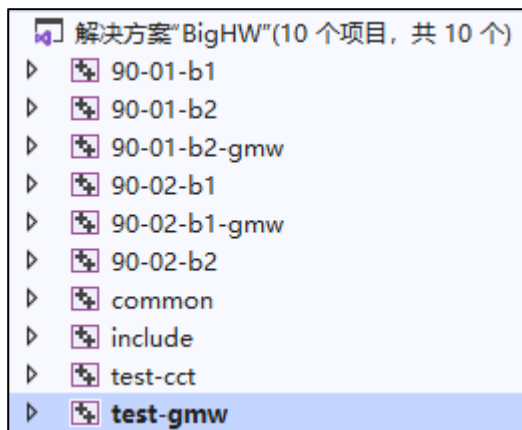 解决方案"BigHW"(10 个项目，共 10 个)
90-01-b1
90-01-b2
90-01-b2-gmw
90-02-b1
90-02-b1-gmw
90-02-b2
common
include
test-cct
test-gmw